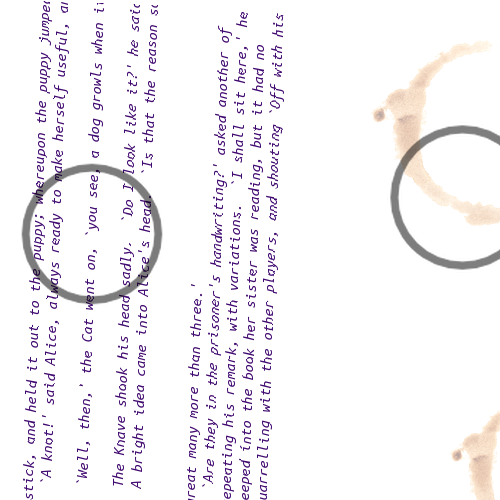 stick, and held it out to the puppy; whereupon the puppy jumped
`A knot!' said Alice, always ready to make herself useful, a
`Well, then,' the Cat went on, `you see, a dog growls when i
The Knave shook his head sadly. `Do I look like it?' he said
A bright idea came into Alice's head. `Is that the reason so
great many more than three.'
`Are they in the prisoner's handwriting?' asked another of
epeating his remark, with variations. `I shall sit here,' he
eeped into the book her sister was reading, but it had no
uarrelling with the other players, and shouting `Off with his